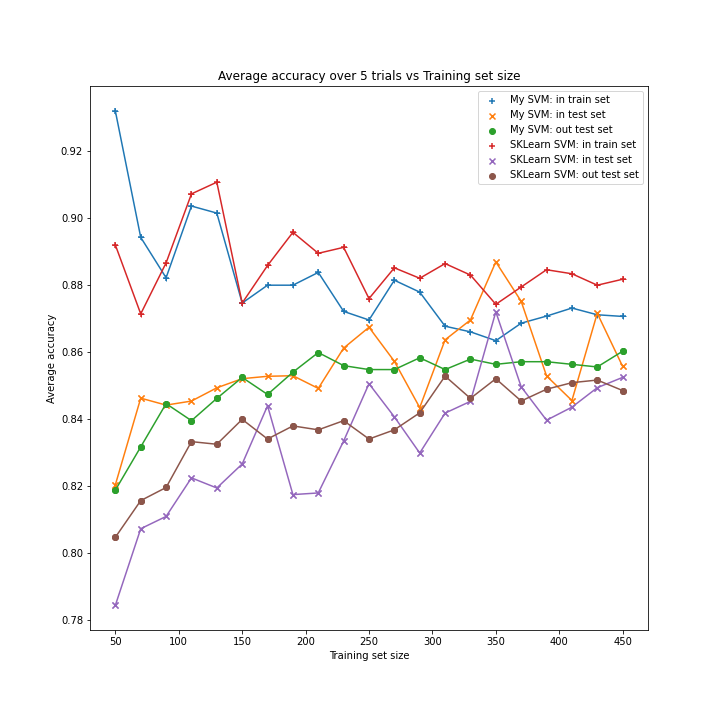 Average accuracy over 5 trials vs Training set size
My SVM: in train set
My SVM: in test set
My SVM: out test set
SKLearn SVM: in train set
SKLearn SVM: in test set
SKLearn SVM: out test set
0.92
0.90
0.88
0.86
0.84
0.82
0.80
0.78
Average accuracy
50 100 150 200 250 300 350 400 450
Training set size